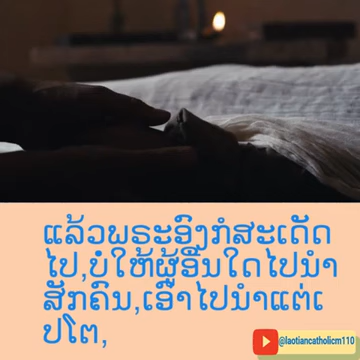 ແລ້ວພຣະອົງກໍສະເດັດ
ໄປ,ບໍ່ໃຫ້ຜູ້ອື່ນໃດໄປນໍາ
ສັກຄົນ,ເອົາໄປນໍາແຕ່ເ
ປໂຕ,
@laotiancatholicm110